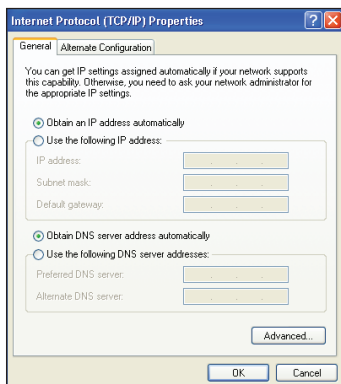 Internet Protocol (TCP/IP) Properties
General
Alternate Configuration
You can get IP settings assigned automatically if your network supports
this capability. Otherwise, you need to ask your network administrator for
the appropriate IP settings.
Obtain an IP address automatically
Use the following IP address:
IP address:
Subnet mask:
Default gateway:
Obtain DNS server address automatically
Use the following DNS server addresses:
Preferred DNS server:
Alternate DNS server:
Advanced...
OK
Cancel